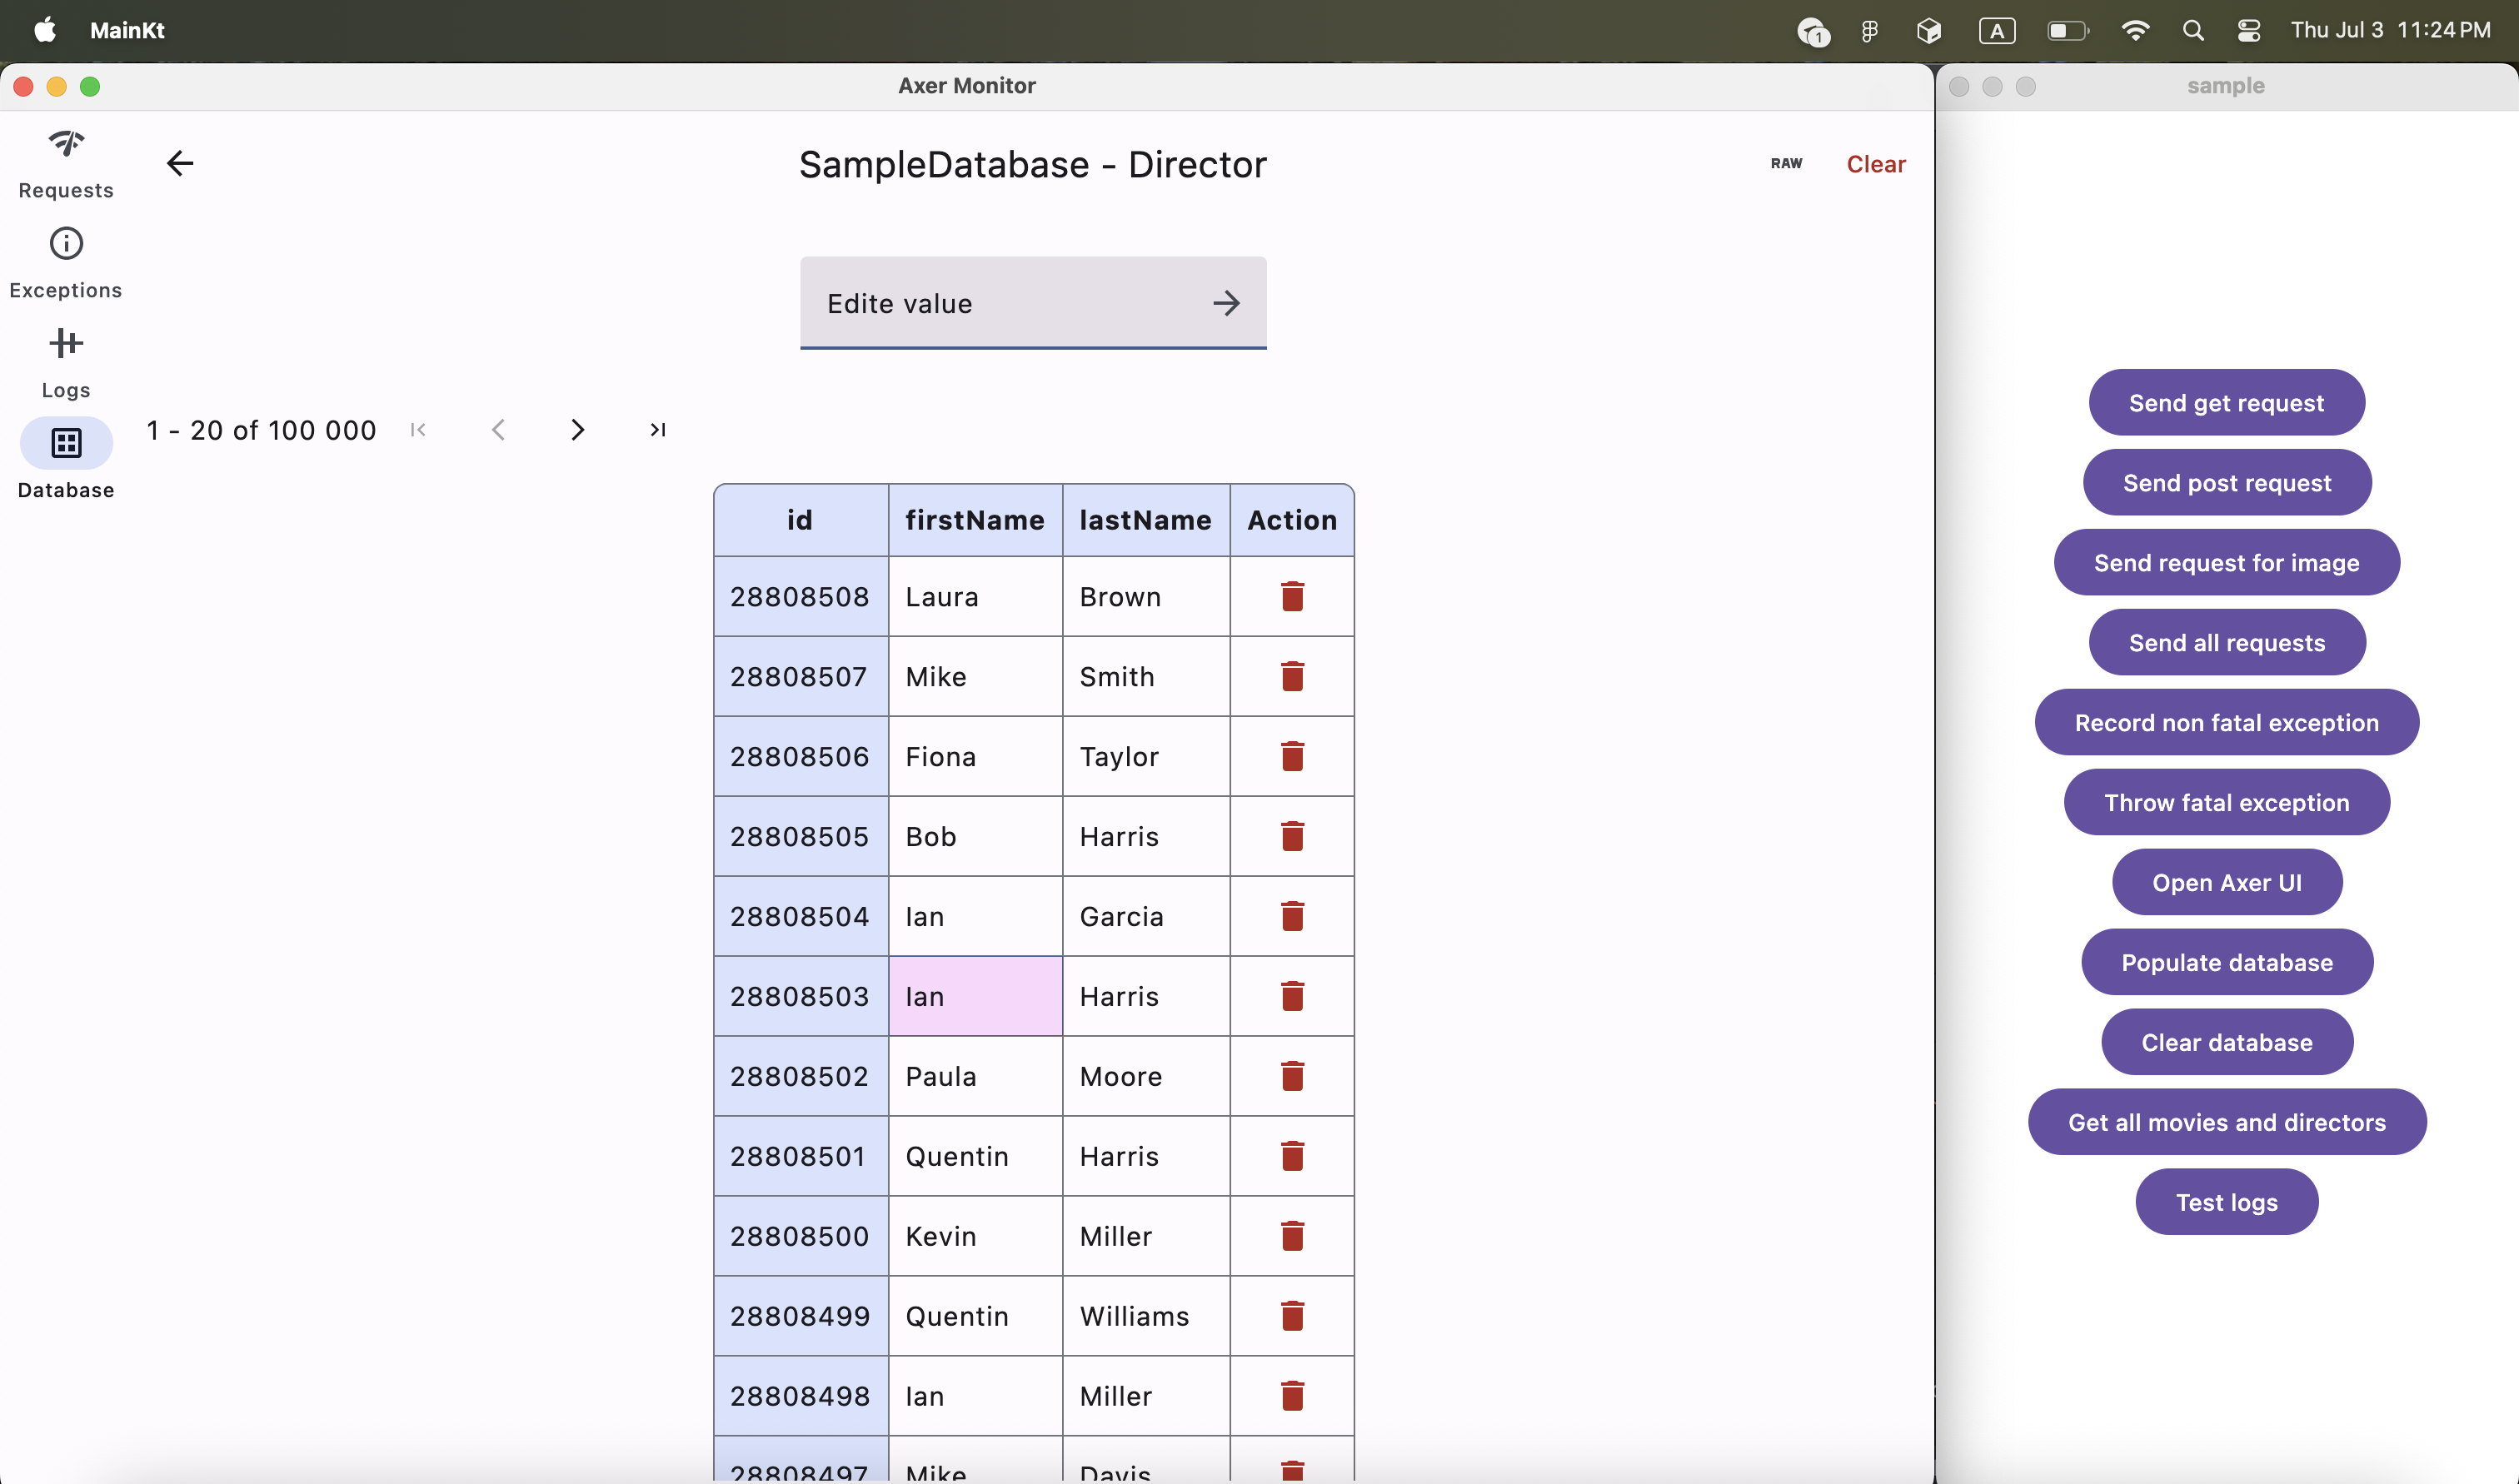 MainKt
1
A
Thu Jul 3 11:24 PM
Axer Monitor
Requests
Exceptions
Logs
Database
SampleDatabase - Director
RAW
Clear
Edite value
1 - 20 of 100 000
id firstName lastName Action
28808508 Laura Brown
28808507 Mike Smith
28808506 Fiona Taylor
28808505 Bob Harris
28808504 Ian Garcia
28808503 Ian Harris
28808502 Paula Moore
28808501 Quentin Harris
28808500 Kevin Miller
28808499 Quentin Williams
28808498 Ian Miller
28808497 Mike Davis
sample
Send get request
Send post request
Send request for image
Send all requests
Record non fatal exception
Throw fatal exception
Open Axer UI
Populate database
Clear database
Get all movies and directors
Test logs